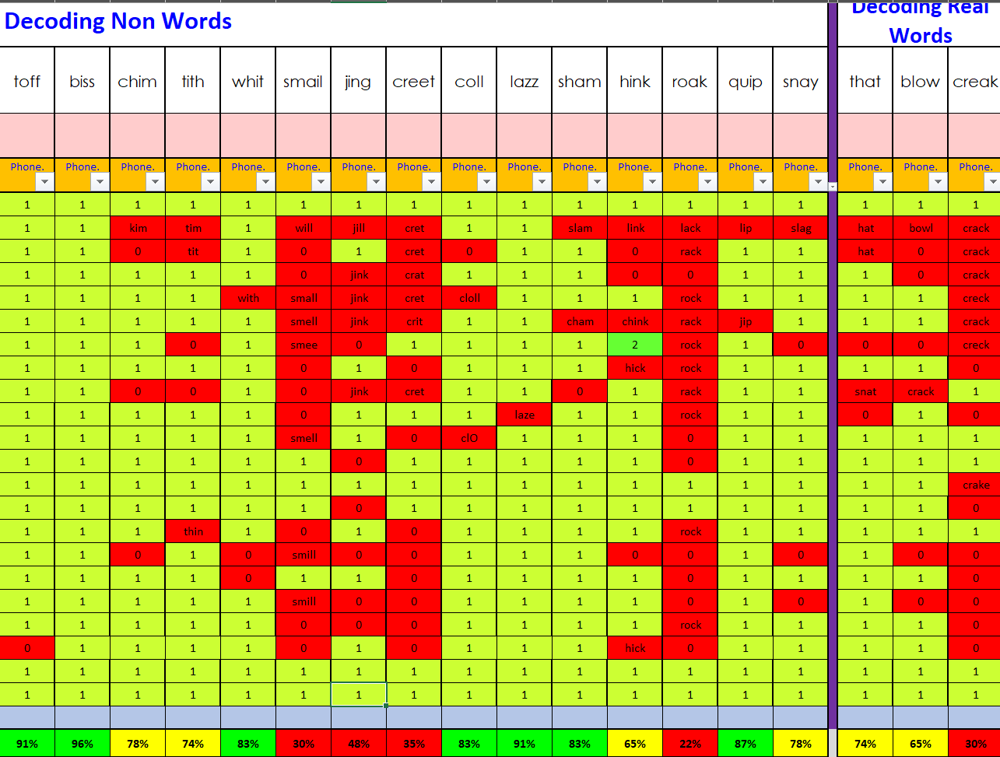 Decoding Non Words
Decoding Real
Words
toff biss chim tith whit smail jing creet coll lazz sham hink roak quip snay that blow creak
Phone. Phone. Phone. Phone. Phone. Phone. Phone. Phone. Phone. Phone. Phone. Phone. Phone. Phone. Phone. Phone. Phone. Phone.
1 1 1 1 1 1 1 1 1 1 1 1 1 1 1 1 1 1
1 1 kim tim 1 will jill cret 1 1 slam link lack lip slag hat bowl crack
1 1 0 tit 1 0 1 cret 0 1 1 0 rack 1 1 hat 0 crack
1 1 1 1 1 0 jink crat 1 1 1 0 0 1 1 1 0 crack
1 1 1 1 with small jink cret cloll 1 1 1 rock 1 1 1 1 creck
1 1 1 1 1 smell jink crit 1 1 cham chink rack jip 1 1 1 crack
1 1 1 0 1 smee 0 1 1 1 1 2 rock 1 0 0 0 creck
1 1 1 1 1 0 1 0 1 1 1 hick rock 1 1 1 1 0
1 1 0 0 1 0 jink cret 1 1 0 1 rack 1 1 snat crack 1
1 1 1 1 1 0 1 1 1 laze 1 1 rock 1 1 0 1 0
1 1 1 1 1 smell 1 0 clO 1 1 1 0 1 1 1 1 1
1 1 1 1 1 1 0 1 1 1 1 1 0 1 1 1 1 1
1 1 1 1 1 1 1 1 1 1 1 1 1 1 1 1 1 crake
1 1 1 1 1 1 0 1 1 1 1 1 1 1 1 1 1 0
1 1 1 thin 1 0 1 0 1 1 1 1 rock 1 1 1 1 1
1 1 0 1 0 smill 0 0 1 1 1 0 0 1 0 1 0 0
1 1 1 1 0 1 1 0 1 1 1 1 0 1 1 1 1 0
1 1 1 1 1 smill 0 0 1 1 1 1 0 1 0 1 0 0
1 1 1 1 1 0 0 0 1 1 1 1 rock 1 1 1 1 0
0 1 1 1 1 0 1 0 1 1 1 hick 0 1 1 1 1 0
1 1 1 1 1 1 1 1 1 1 1 1 1 1 1 1 1 1
1 1 1 1 1 1 1 1 1 1 1 1 1 1 1 1 1 1
91% 96% 78% 74% 83% 30% 48% 35% 83% 91% 83% 65% 22% 87% 78% 74% 65% 30%